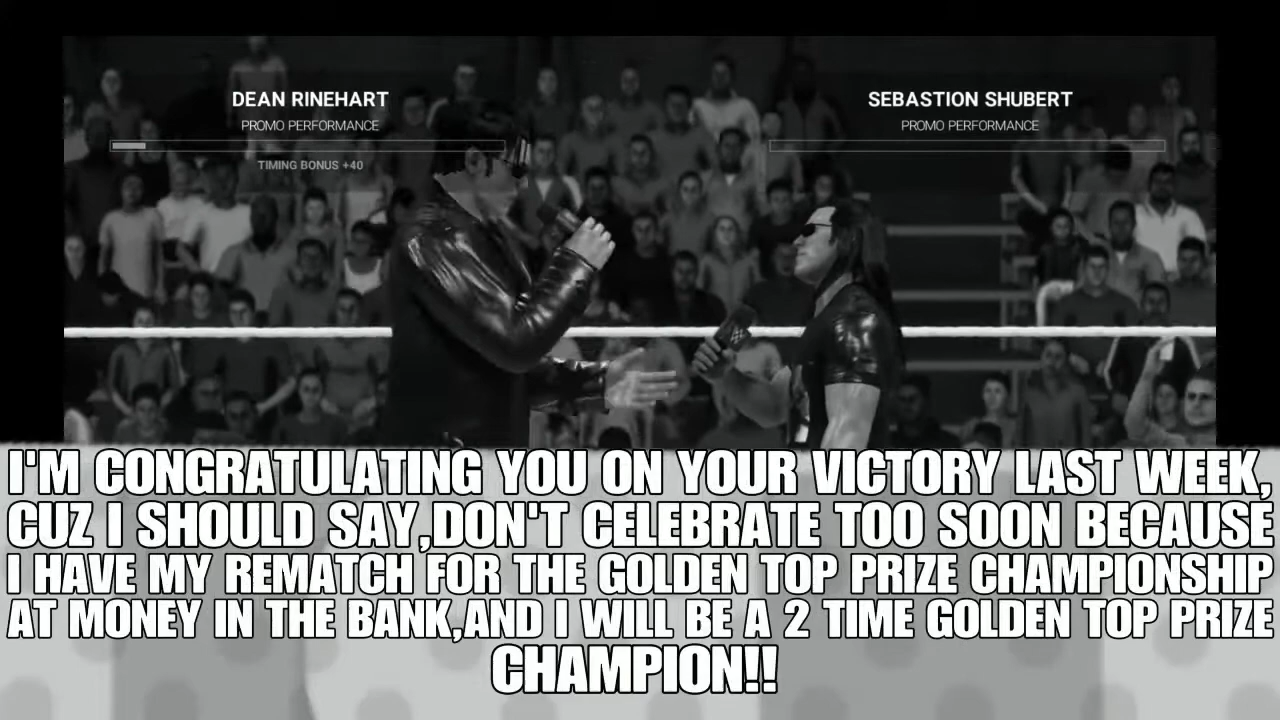 DEAN RINEHART
PROMO PERFORMANCE
TIMING BONUS +40
SEBASTION SHUBERT
PROMO PERFORMANCE
I'M CONGRATULATING YOU ON YOUR VICTORY LAST WEEK,
CUZ I SHOULD SAY,DON'T CELEBRATE TOO SOON BECAUSE
I HAVE MY REMATCH FOR THE GOLDEN TOP PRIZE CHAMPIONSHIP
AT MONEY IN THE BANK,AND I WILL BE A 2 TIME GOLDEN TOP PRIZE
CHAMPION!!